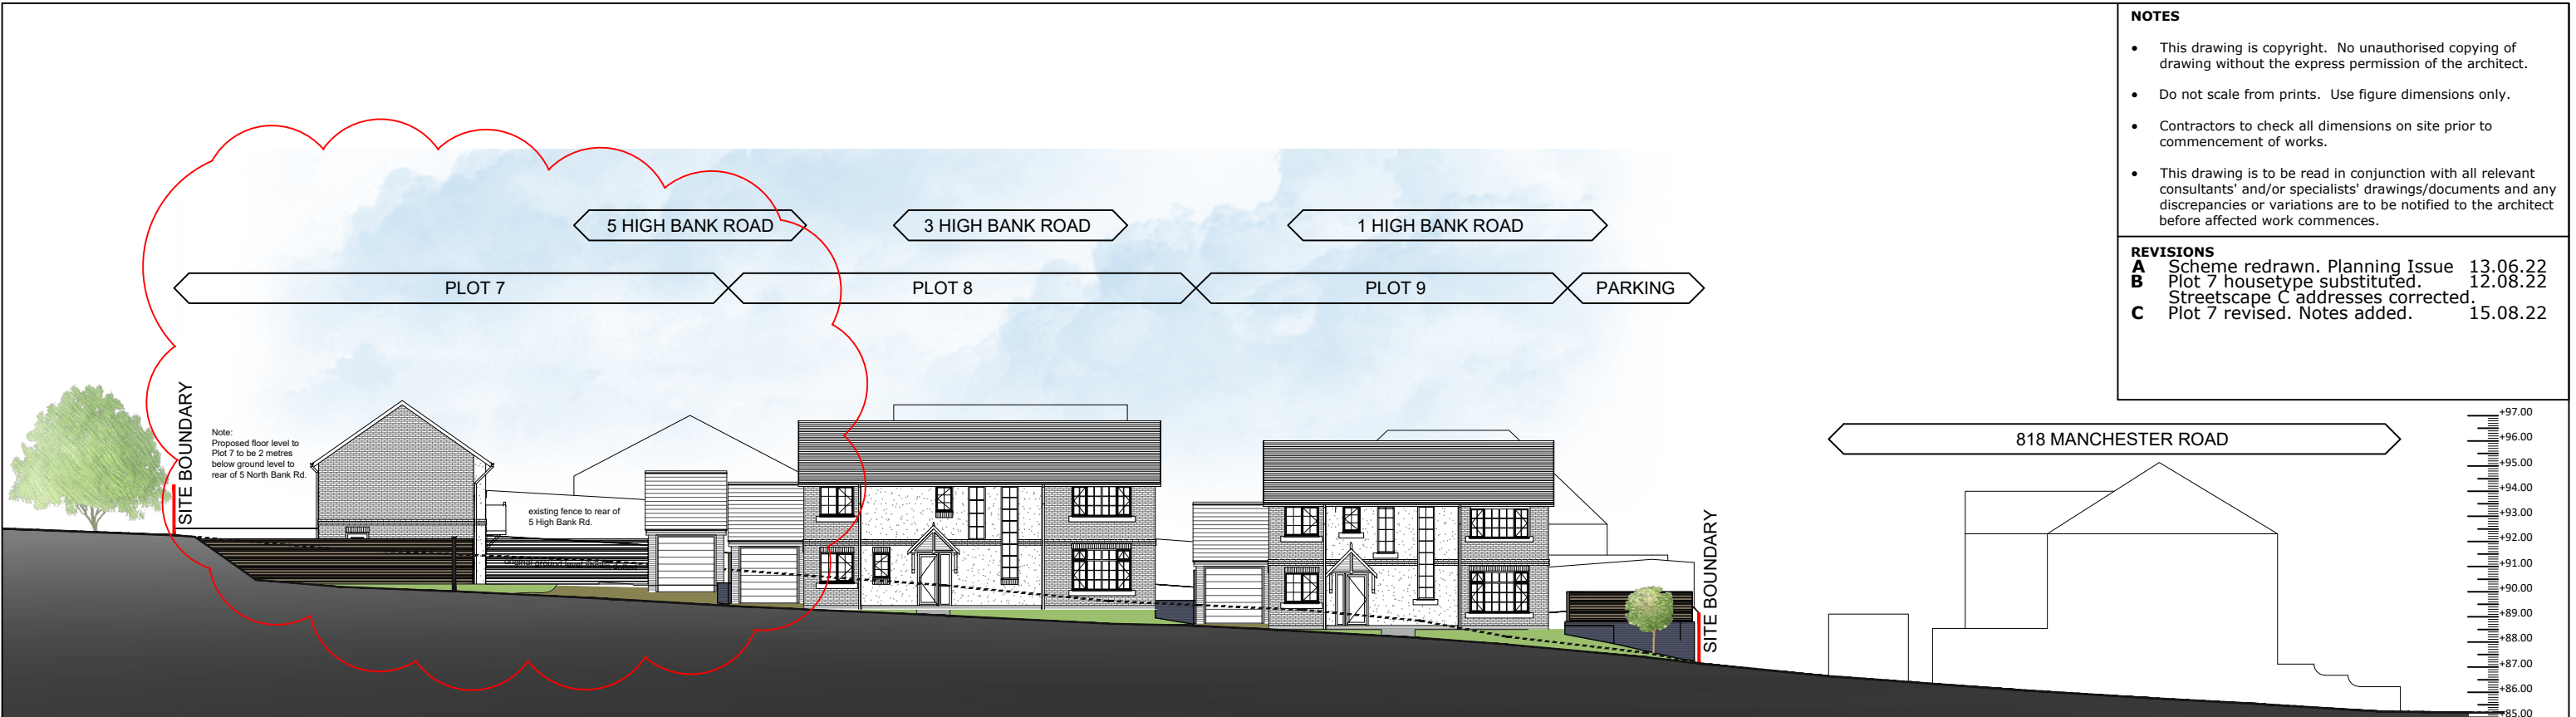 NOTES
• This drawing is copyright. No unauthorised copying of
drawing without the express permission of the architect.
• Do not scale from prints. Use figure dimensions only.
• Contractors to check all dimensions on site prior to
commencement of works.
• This drawing is to be read in conjunction with all relevant
consultants' and/or specialists' drawings/documents and any
discrepancies or variations are to be notified to the architect
before affected work commences.
REVISIONS
A Scheme redrawn. Planning Issue 13.06.22
B Plot 7 housetype substituted. 12.08.22
Streetscape C addresses corrected.
C Plot 7 revised. Notes added. 15.08.22
5 HIGH BANK ROAD
3 HIGH BANK ROAD
1 HIGH BANK ROAD
PLOT 7
PLOT 8
PLOT 9
PARKING
SITE BOUNDARY
Note:
Proposed floor level to
Plot 7 to be 2 metres
below ground level to
rear of 5 North Bank Rd.
existing fence to rear of
5 High Bank Rd.
original ground level shown dotted
SITE BOUNDARY
818 MANCHESTER ROAD
+97.00
+96.00
+95.00
+94.00
+93.00
+92.00
+91.00
+90.00
+89.00
+88.00
+87.00
+86.00
+85.00